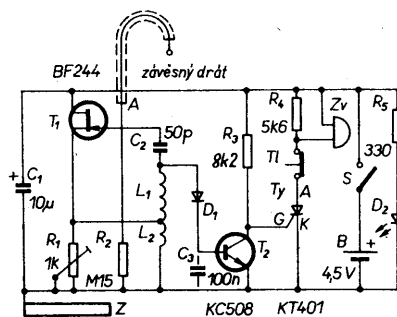 BF244
závěsný drát
A
T1
C2
50p
R3
8k2
R4
5k6
Zv
R5
330
C1
10µ
+
L1
D1
Tl
Ty
A
S
D2
R1
1k
R2
L2
M15
C3
100n
T2
G
K
B
+
4,5 V
Z
KC508
KT401